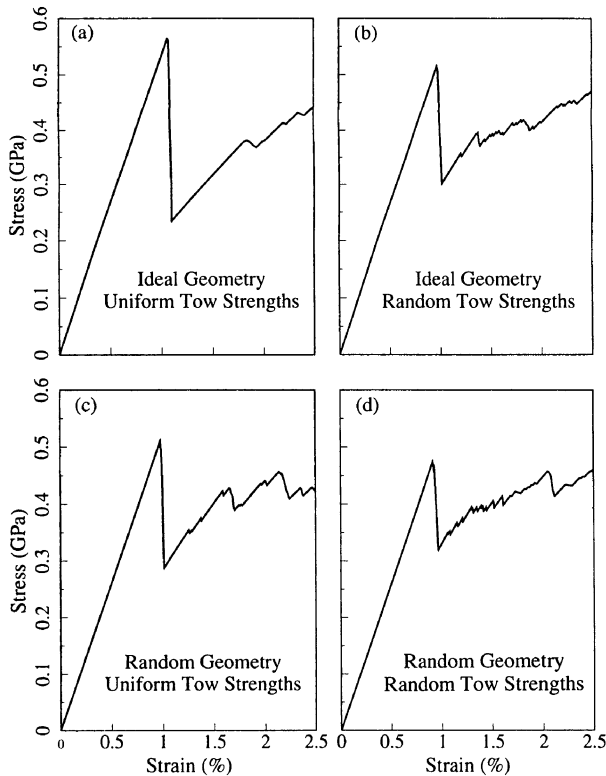 (a)
(b)
0.6
0.5
0.4
0.3
0.2
0.1
0
Stress (GPa)
Ideal Geometry
Uniform Tow Strengths
Ideal Geometry
Random Tow Strengths
(c)
(d)
0.6
0.5
0.4
0.3
0.2
0.1
0
Stress (GPa)
Random Geometry
Uniform Tow Strengths
Random Geometry
Random Tow Strengths
0 0.5 1 1.5 2 2.5
0 0.5 1 1.5 2 2.5
Strain (%)
Strain (%)